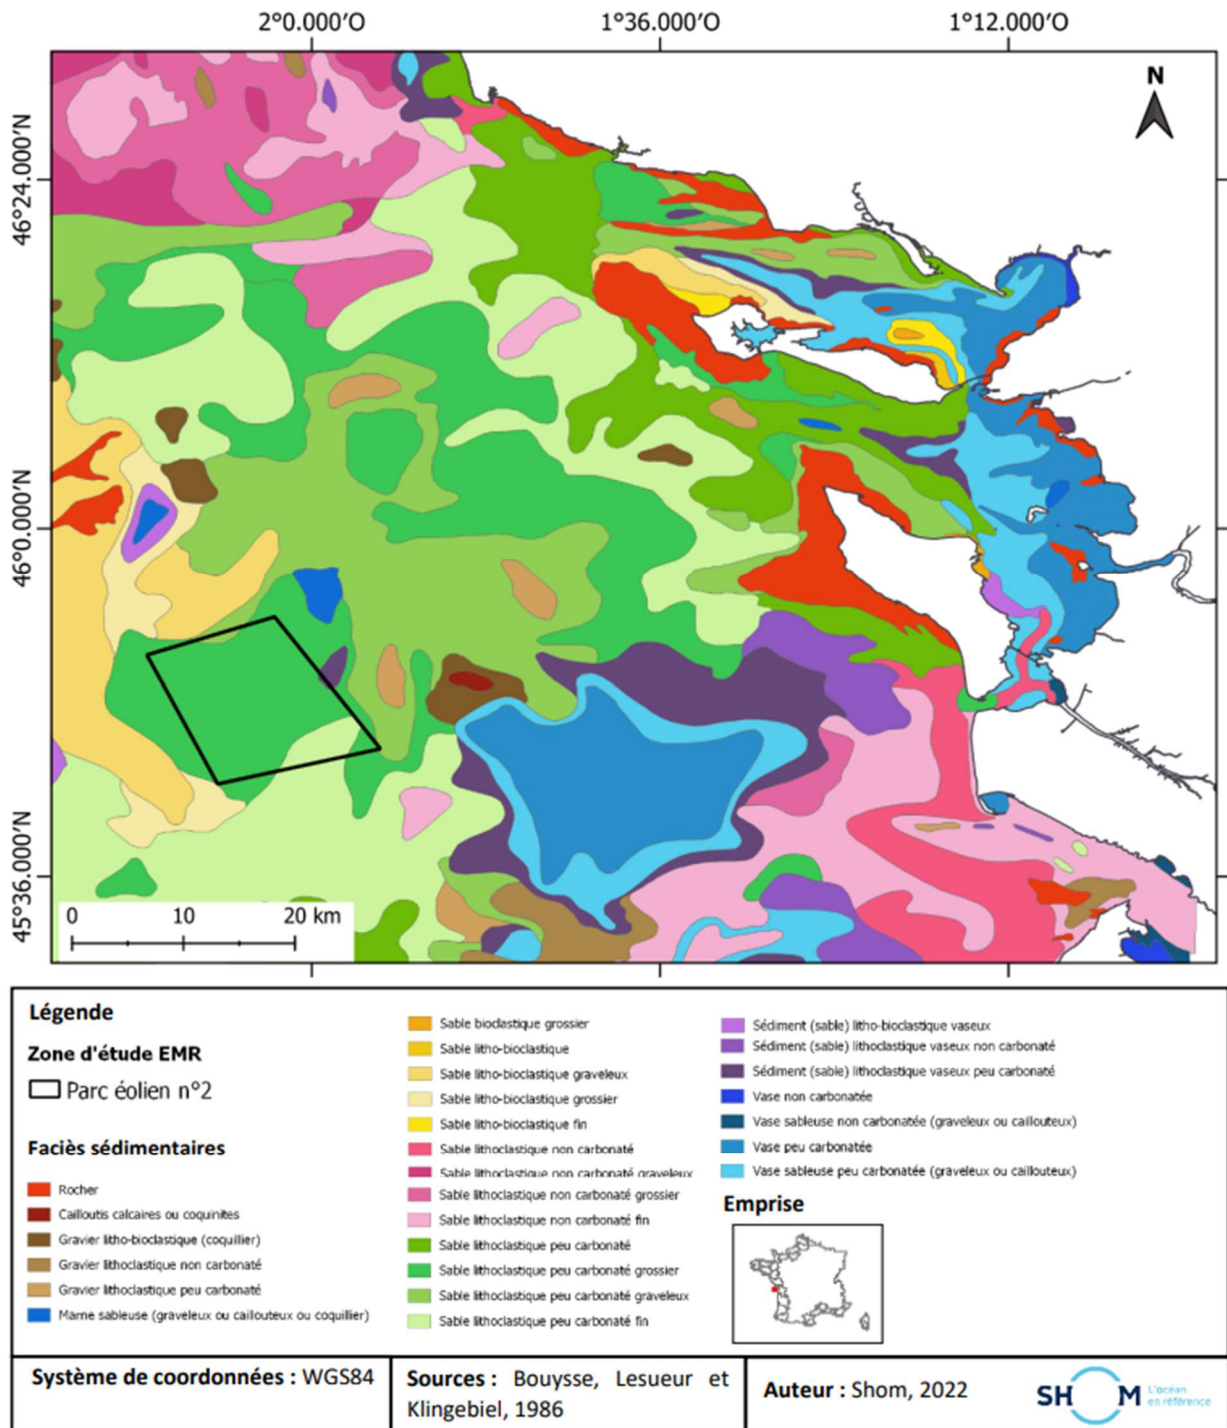 2°0.000′O
1°36.000′O
1°12.000′O
N
46°24.000′N
46°0.000′N
45°36.000′N
0 10 20 km
Légende
Zone d'étude EMR
Parc éolien n°2
Faciès sédimentaires
Rocher
Cailloutis calcaires ou coquinites
Gravier litho-bioclastique (coquillier)
Gravier lithoclastique non carbonaté
Gravier lithoclastique peu carbonaté
Marne sableuse (graveleux ou caillouteux ou coquillier)
Sable bioclastique grossier
Sable litho-bioclastique
Sable litho-bioclastique graveleux
Sable litho-bioclastique grossier
Sable litho-bioclastique fin
Sable lithoclastique non carbonaté
Sable lithoclastique non carbonaté graveleux
Sable lithoclastique non carbonaté grossier
Sable lithoclastique non carbonaté fin
Sable lithoclastique peu carbonaté
Sable lithoclastique peu carbonaté grossier
Sable lithoclastique peu carbonaté graveleux
Sable lithoclastique peu carbonaté fin
Sédiment (sable) litho-bioclastique vaseux
Sédiment (sable) lithoclastique vaseux non carbonaté
Sédiment (sable) lithoclastique vaseux peu carbonaté
Vase non carbonatée
Vase sableuse non carbonatée (graveleux ou caillouteux)
Vase peu carbonatée
Vase sableuse peu carbonatée (graveleux ou caillouteux)
Emprise
Système de coordonnées : WGS84
Sources : Bouysse, Lesueur et
Klingebiel, 1986
Auteur : Shom, 2022
SHOM
L'océan
en référence